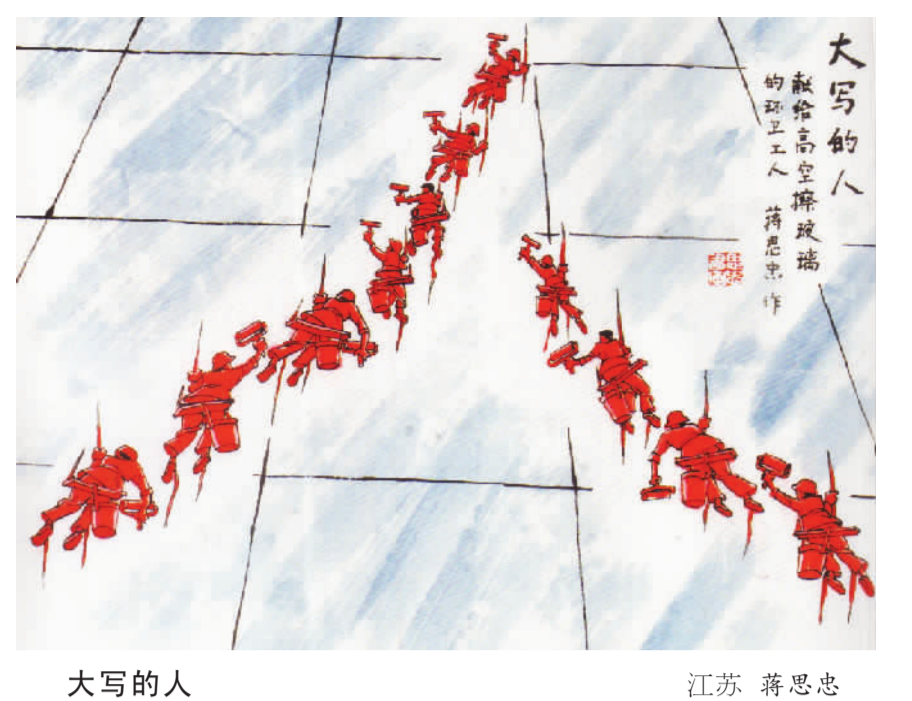 大写的人
献给高空擦玻璃
的环卫工人 蒋思忠 作
大写的人
江苏 蒋思忠